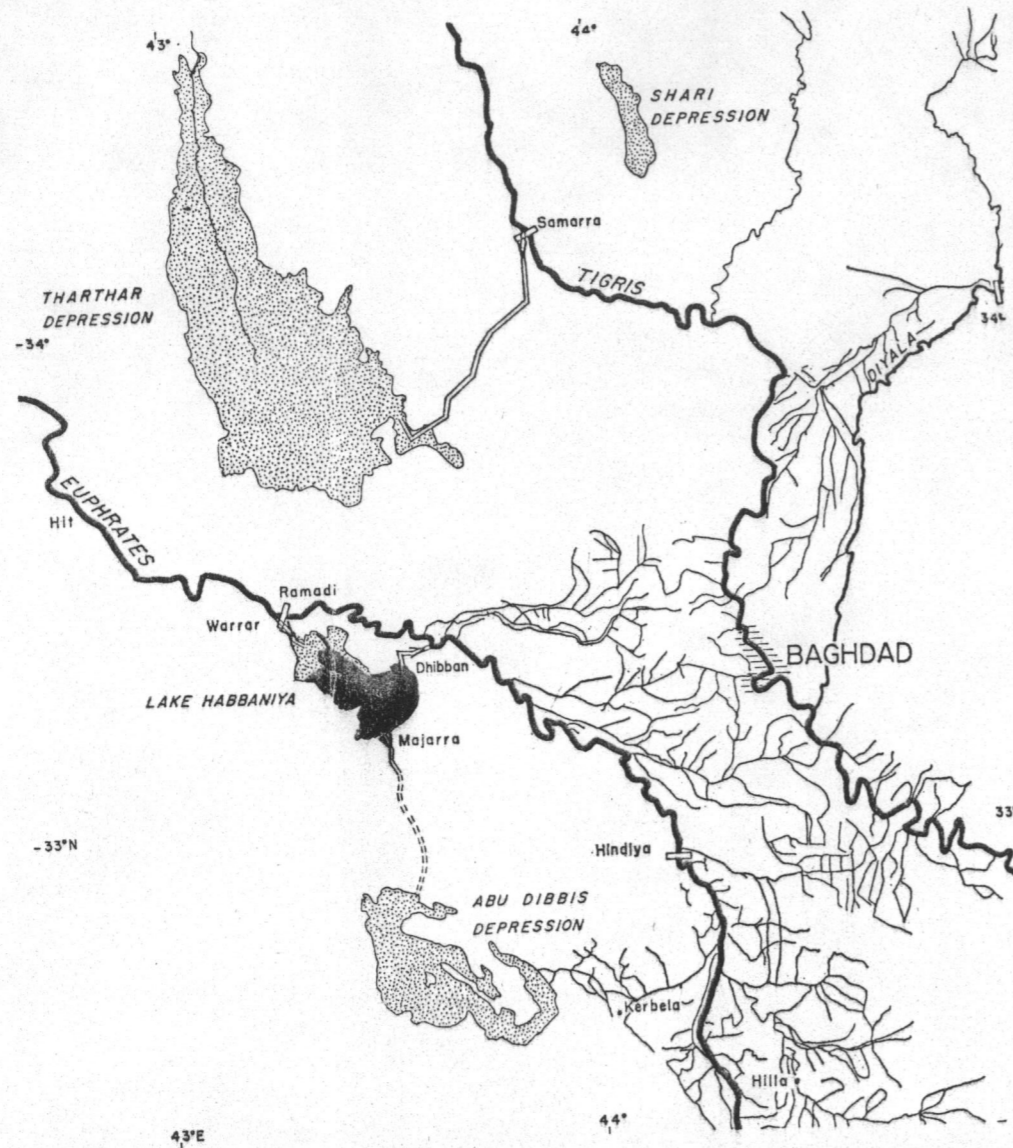 43°
44°
SHARI
DEPRESSION
Samarra
TIGRIS
THARTHAR
DEPRESSION
-34°
34°
DIYALA
EUPHRATES
Hit
Ramadi
Warrar
Dhibban
BAGHDAD
LAKE HABBANIYA
Majarra
33°
-33°N
Hindiya
ABU DIBBIS
DEPRESSION
Kerbela
Hilla
44°
43°E